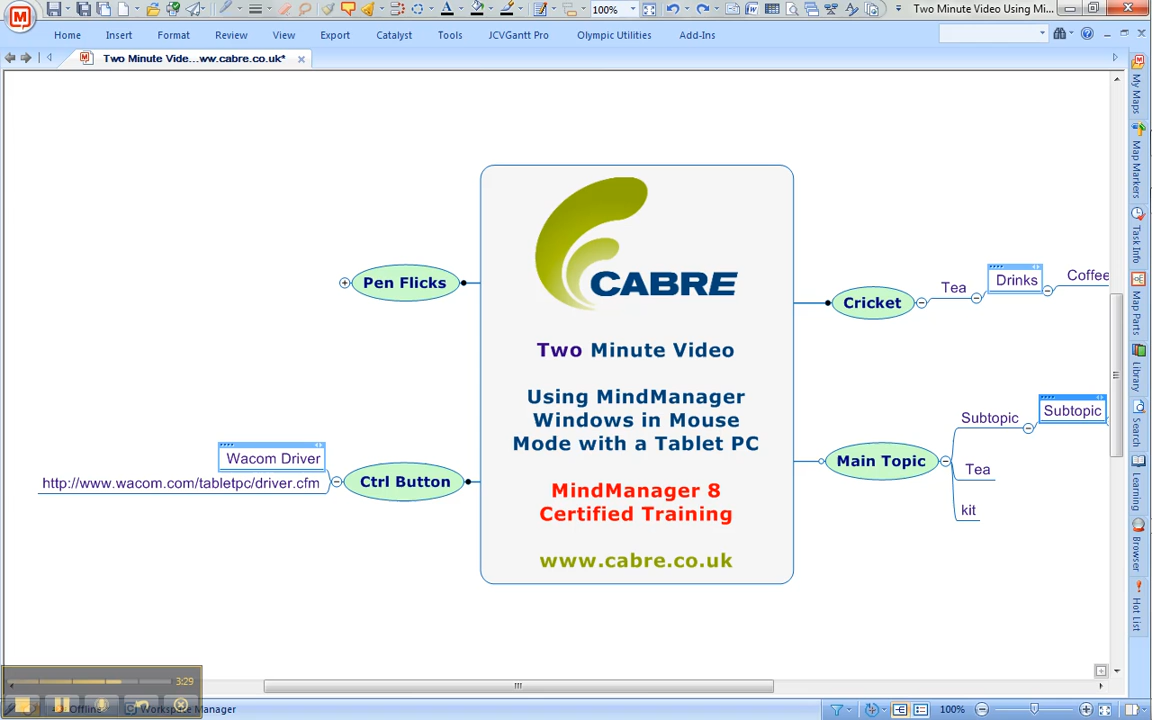 100%
Two Minute Video Using Mi...
Home Insert Format Review View Export Catalyst Tools JCVGantt Pro Olympic Utilities Add-Ins
Two Minute Vide...ww.cabre.co.uk*
My Maps
Map Markers
Task Info
Map Parts
Library
Search
Learning
Browser
Hot List
Pen Flicks
Wacom Driver
http://www.wacom.com/tabletpc/driver.cfm
Ctrl Button
CABRE
Two Minute Video
Using MindManager
Windows in Mouse
Mode with a Tablet PC
MindManager 8
Certified Training
www.cabre.co.uk
Cricket
Tea
Drinks
Coffee
Main Topic
Subtopic
Subtopic
Tea
kit
3:29
Offline
Workspace Manager
100%